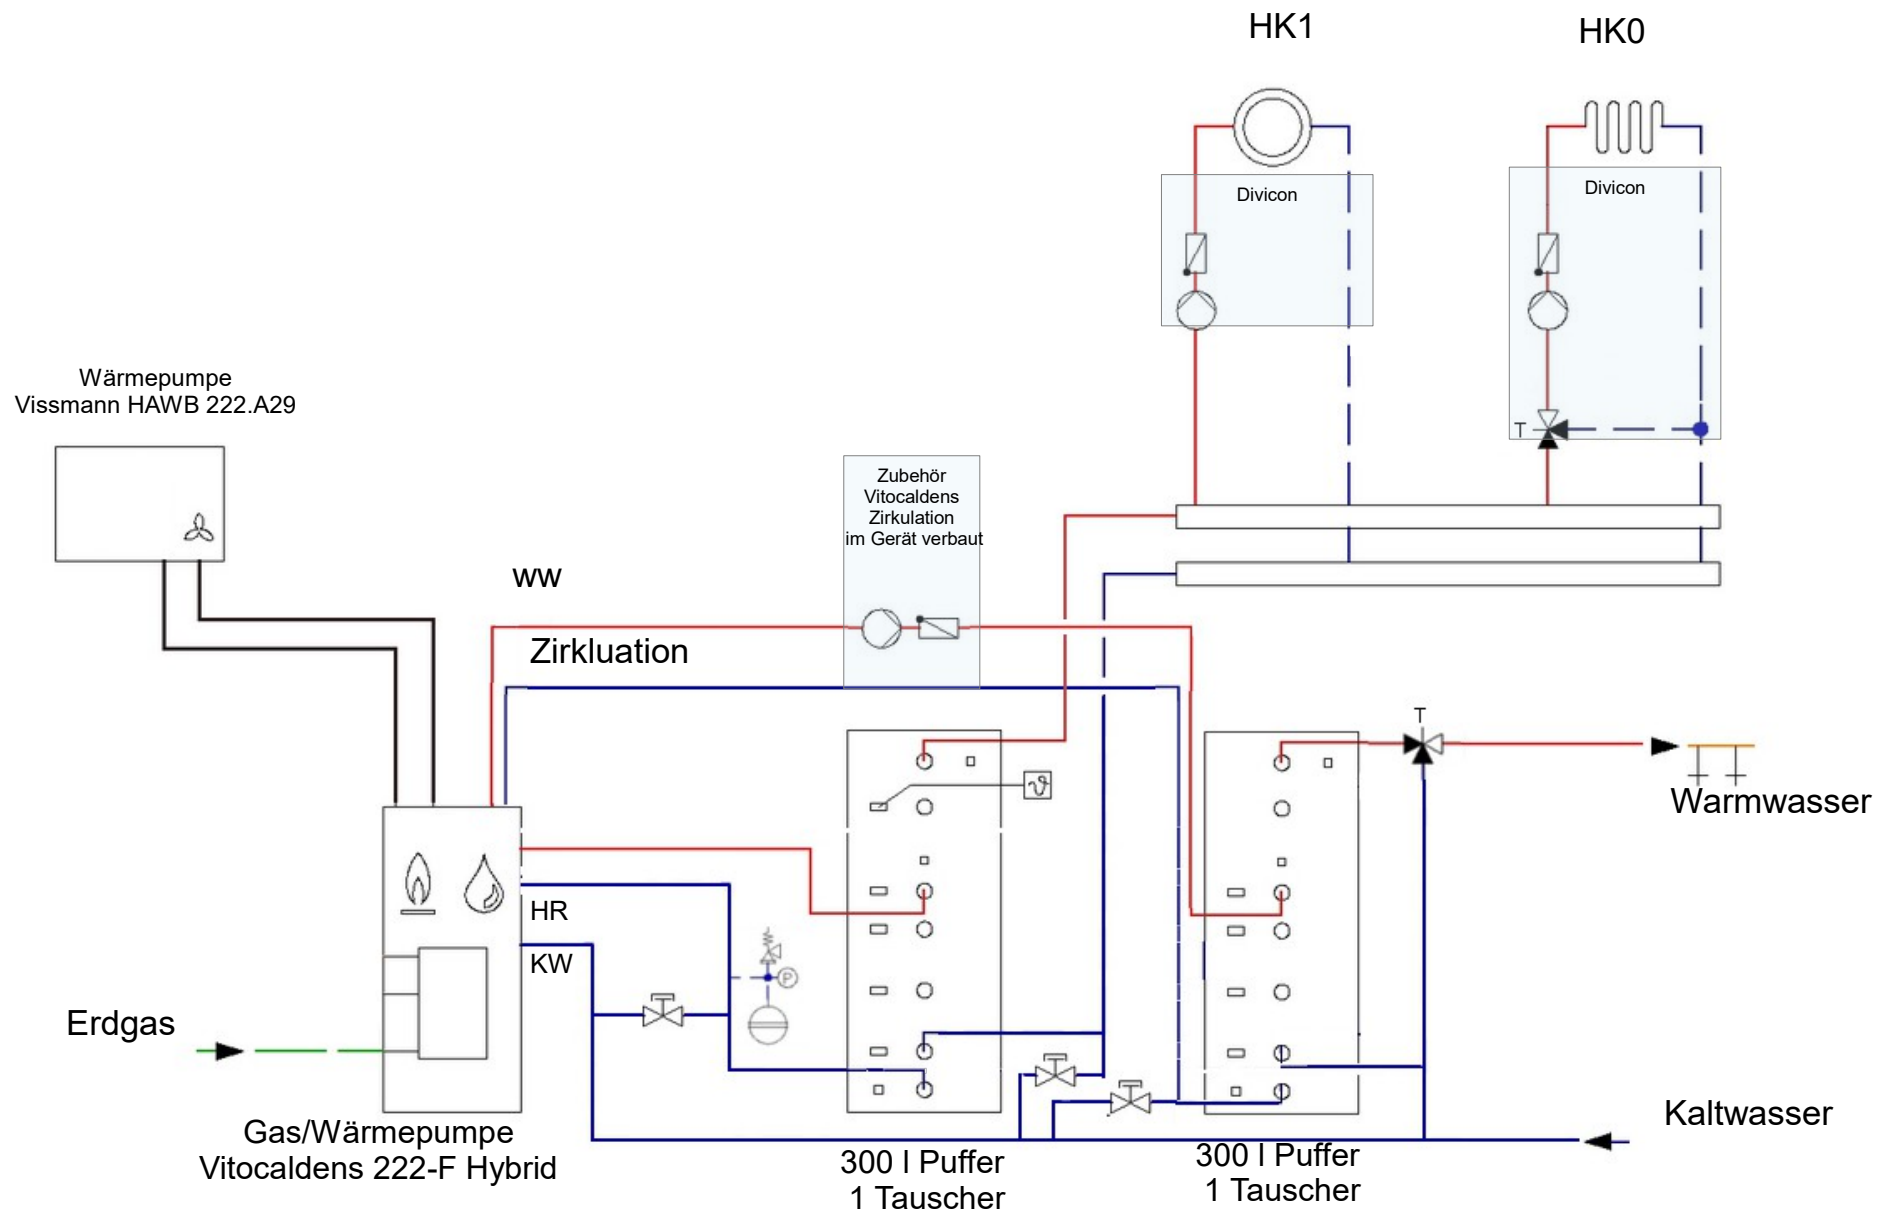 HK1
HK0
Divicon
Divicon
Wärmepumpe
Vissmann HAWB 222.A29
T
Zubehör
Vitocaldens
Zirkulation
im Gerät verbaut
ww
Zirkluation
T
ϑ
Warmwasser
HR
KW
P
Erdgas
Gas/Wärmepumpe
Vitocaldens 222-F Hybrid
300 l Puffer
1 Tauscher
300 l Puffer
1 Tauscher
Kaltwasser